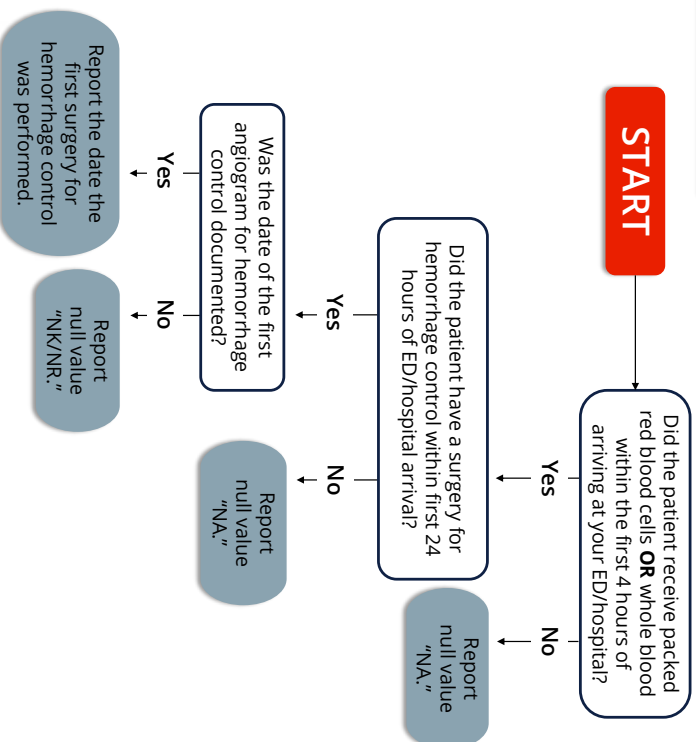 START
Did the patient receive packed
red blood cells OR whole blood
within the first 4 hours of
arriving at your ED/hospital?
Yes
No
Did the patient have a surgery for
hemorrhage control within first 24
hours of ED/hospital arrival?
Report
null value
“NA.”
Yes
No
Was the date of the first
angiogram for hemorrhage
control documented?
Report
null value
“NA.”
Yes
No
Report the date the
first surgery for
hemorrhage control
was performed.
Report
null value
“NK/NR.”